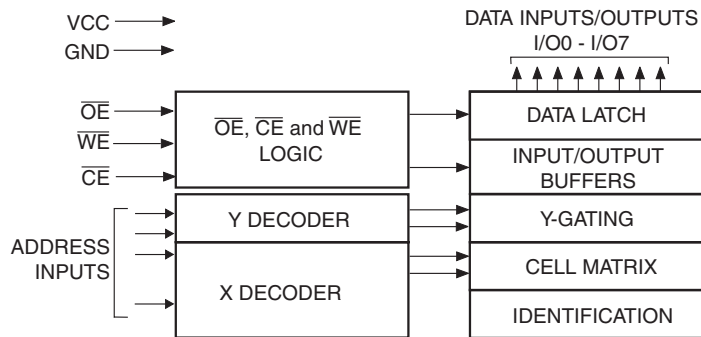 VCC
GND
DATA INPUTS/OUTPUTS
I/O0 - I/O7
OE
WE
CE
OE, CE and WE
LOGIC
DATA LATCH
INPUT/OUTPUT
BUFFERS
ADDRESS
INPUTS
Y DECODER
Y-GATING
X DECODER
CELL MATRIX
IDENTIFICATION